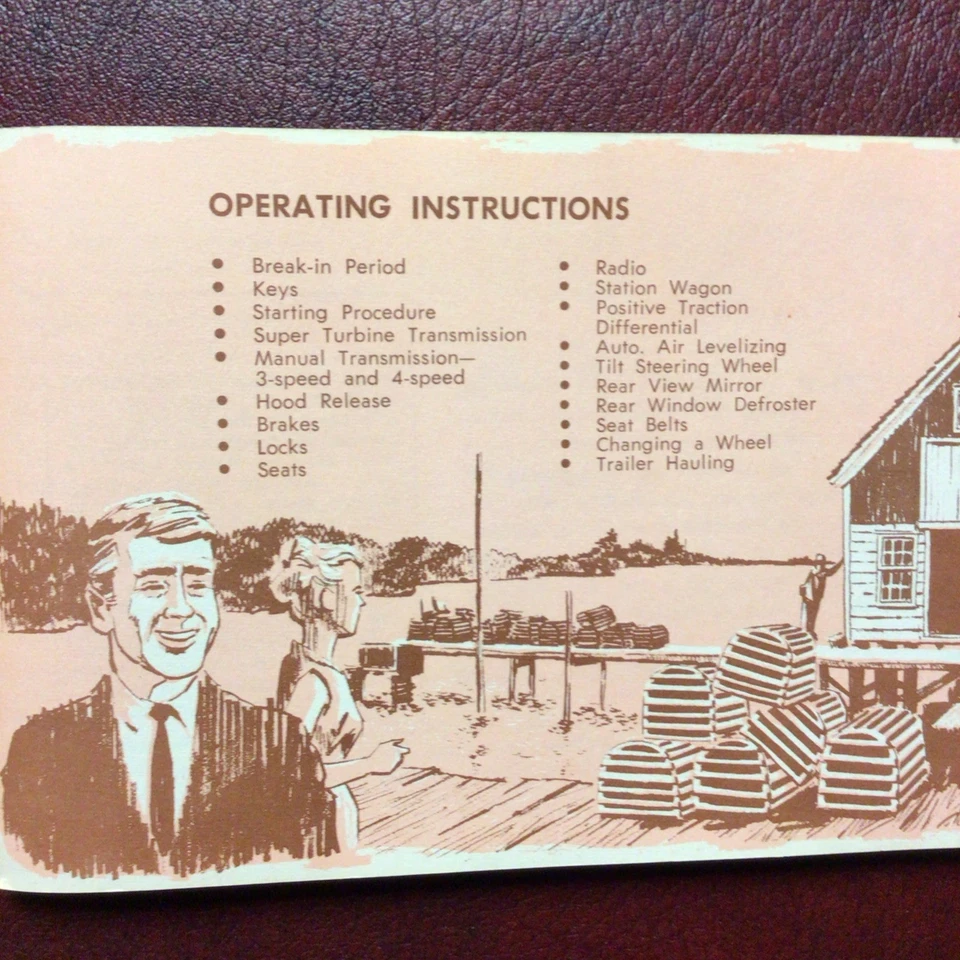 OPERATING INSTRUCTIONS
• Break-in Period
• Keys
• Starting Procedure
• Super Turbine Transmission
• Manual Transmission—
3-speed and 4-speed
• Hood Release
• Brakes
• Locks
• Seats
• Radio
• Station Wagon
• Positive Traction
Differential
• Auto. Air Levelizing
• Tilt Steering Wheel
• Rear View Mirror
• Rear Window Defroster
• Seat Belts
• Changing a Wheel
• Trailer Hauling